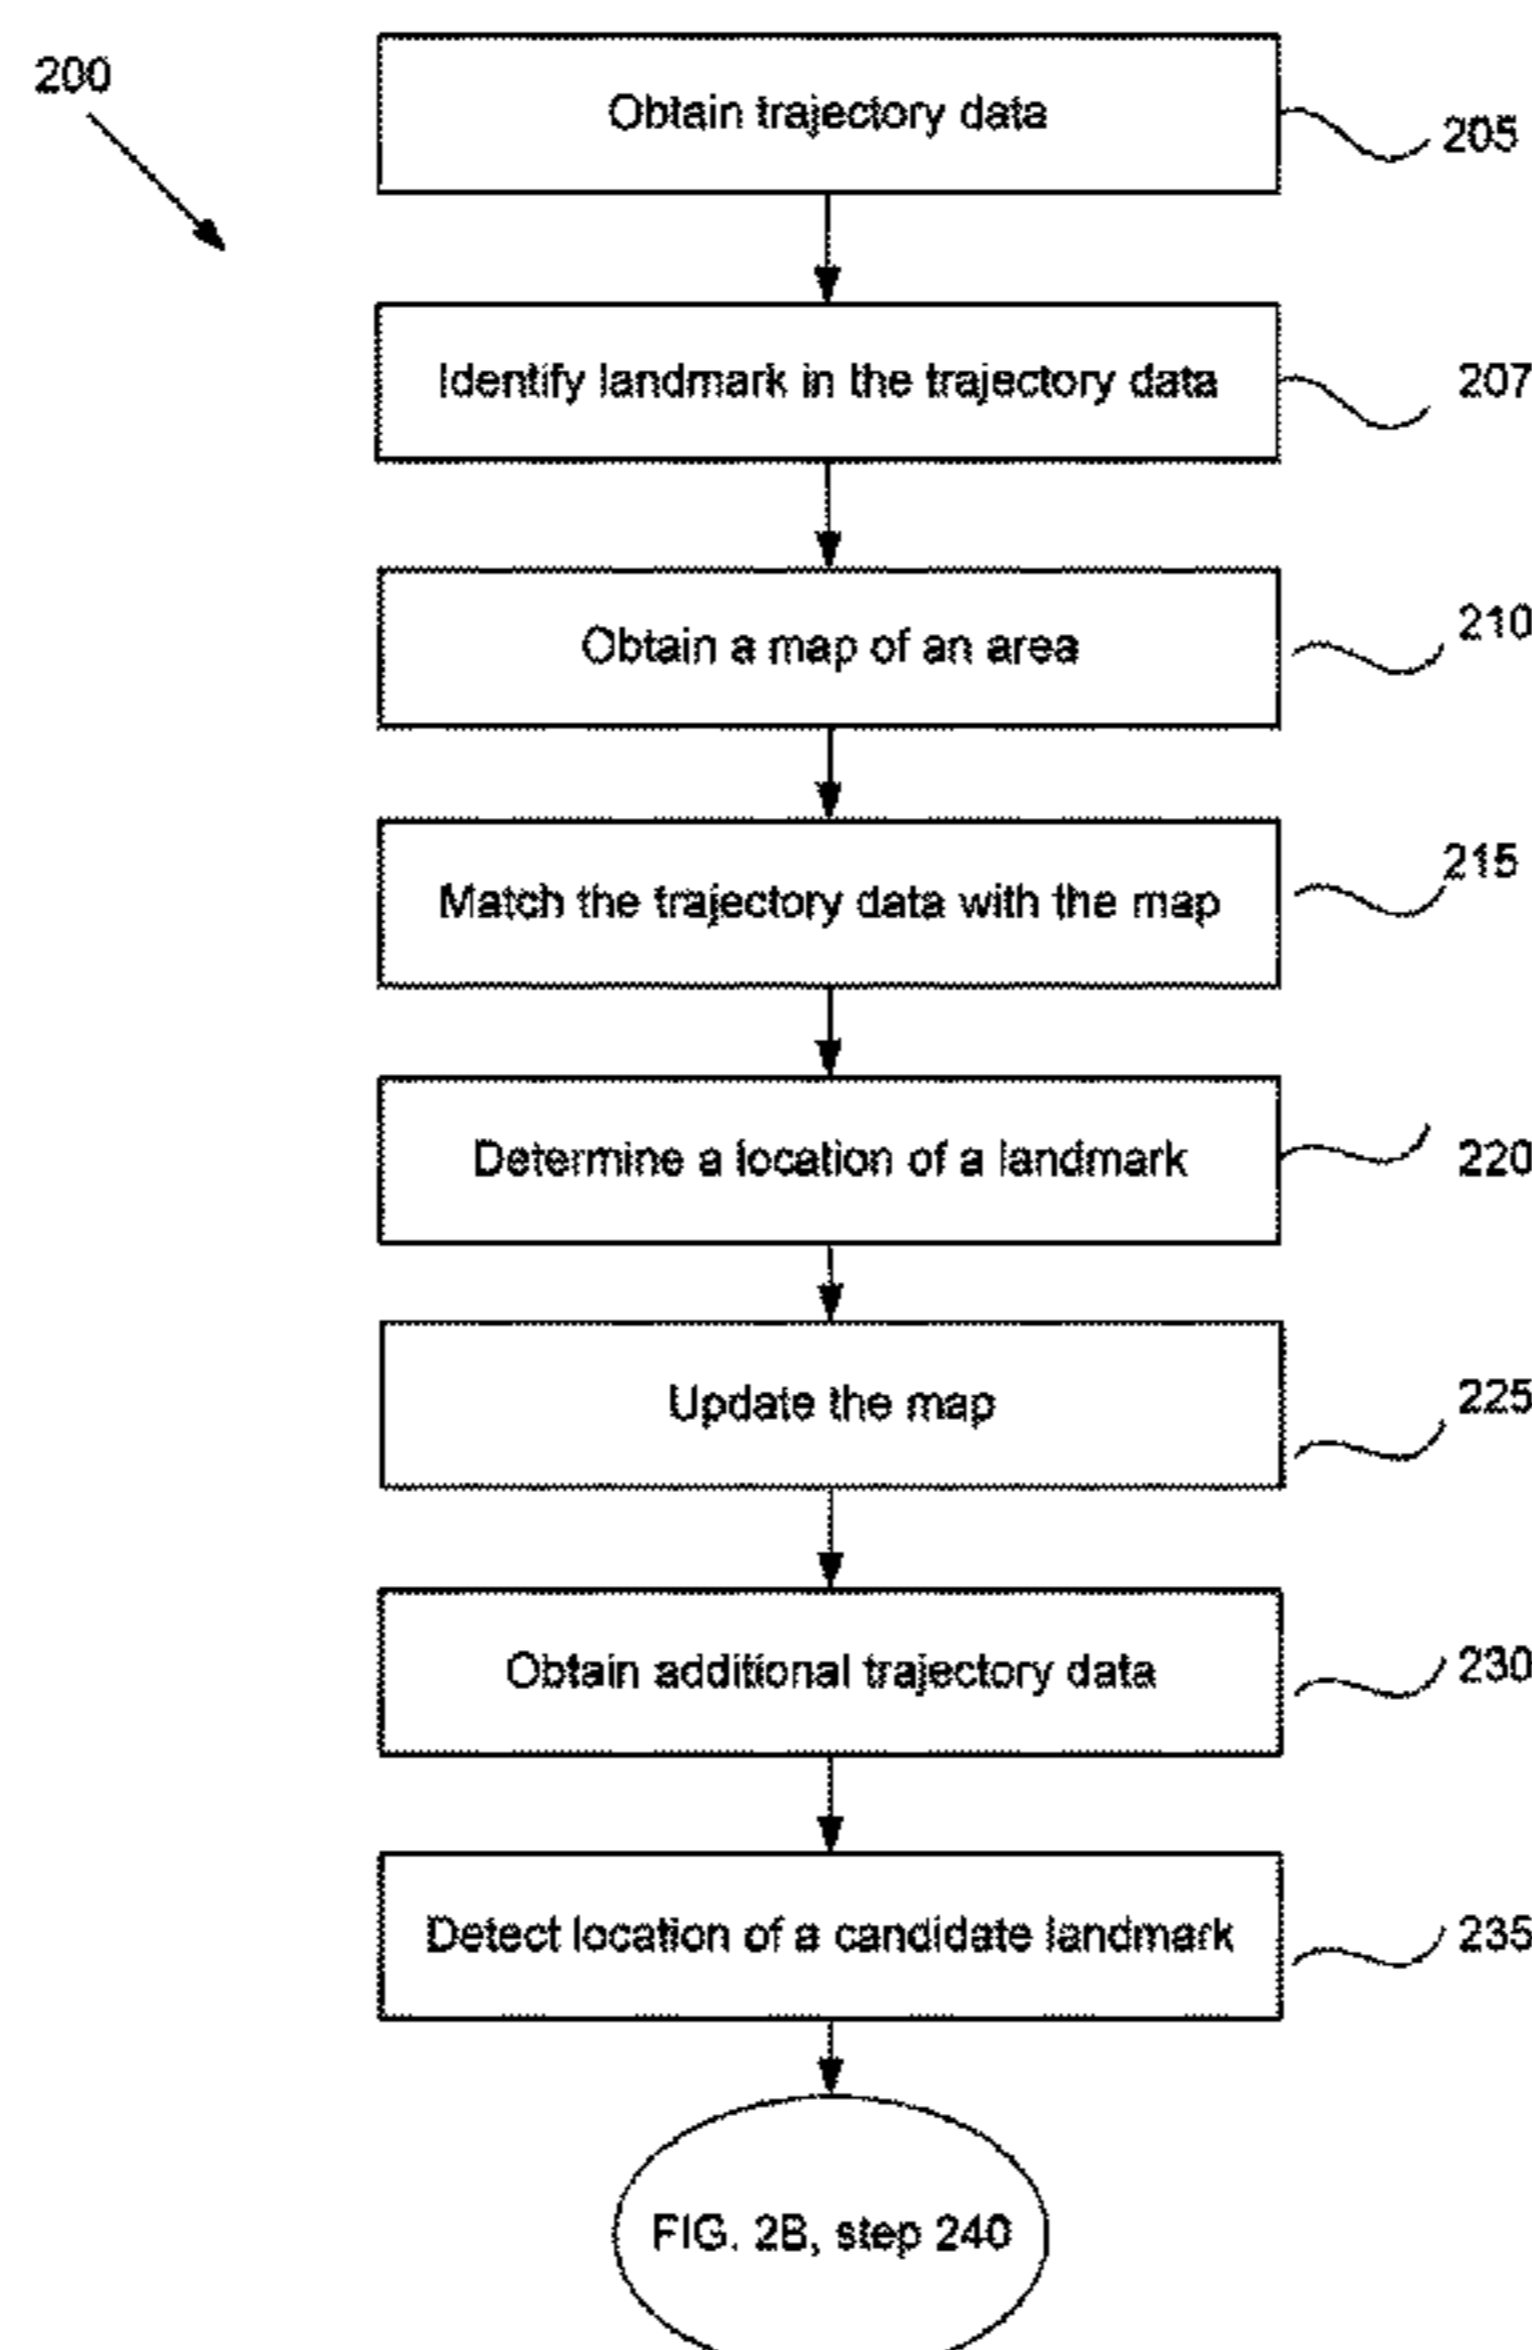 200
Obtain trajectory data
205
Identify landmark in the trajectory data
207
Obtain a map of an area
210
Match the trajectory data with the map
215
Determine a location of a landmark
220
Update the map
225
Obtain additional trajectory data
230
Detect location of a candidate landmark
235
FIG. 2B, step 240